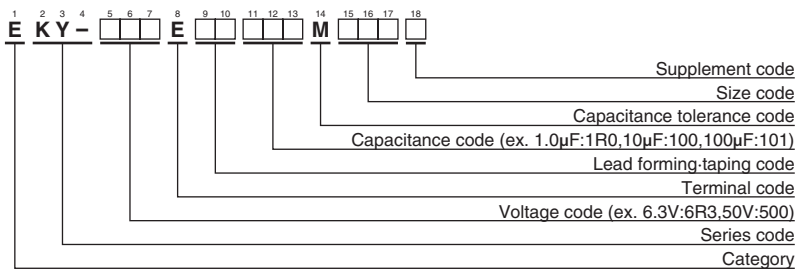 1 2 3 4 5 6 7 8 9 10 11 12 13 14 15 16 17 18
E K Y – E M
Supplement code
Size code
Capacitance tolerance code
Capacitance code (ex. 1.0μF:1R0,10μF:100,100μF:101)
Lead forming·taping code
Terminal code
Voltage code (ex. 6.3V:6R3,50V:500)
Series code
Category